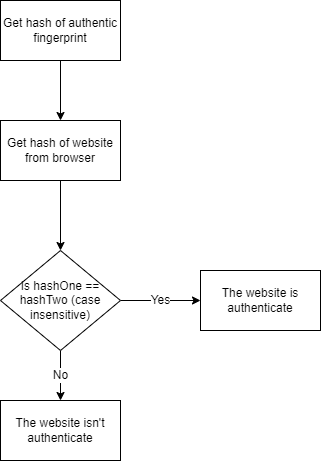 Get hash of authentic
fingerprint
Get hash of website
from browser
Is hashOne ==
hashTwo (case
insensitive)
Yes
The website is
authenticate
No
The website isn't
authenticate